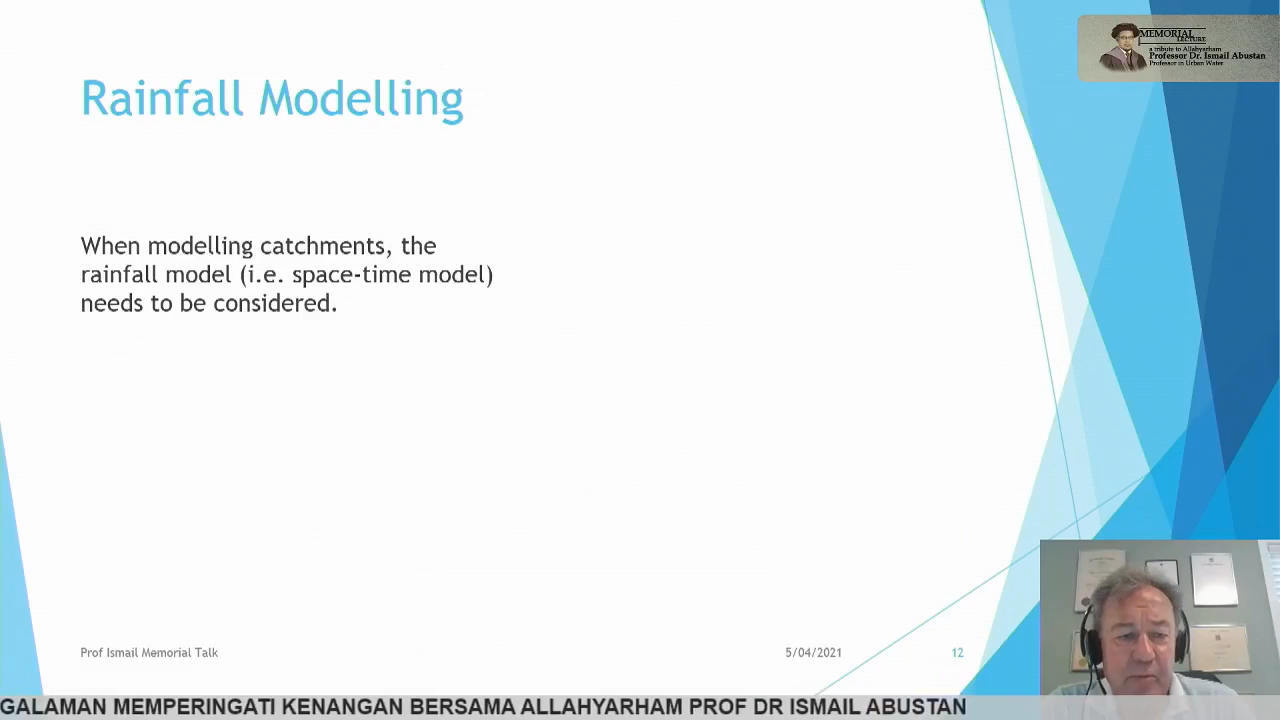 MEMORIAL
LECTURE
a tribute to Allahyarham
Professor Dr. Ismail Abustan
Professor in Urban Water
Rainfall Modelling
When modelling catchments, the
rainfall model (i.e. space-time model)
needs to be considered.
Prof Ismail Memorial Talk
5/04/2021
12
GALAMAN MEMPERINGATI KENANGAN BERSAMA ALLAHYARHAM PROF DR ISMAIL ABUSTAN